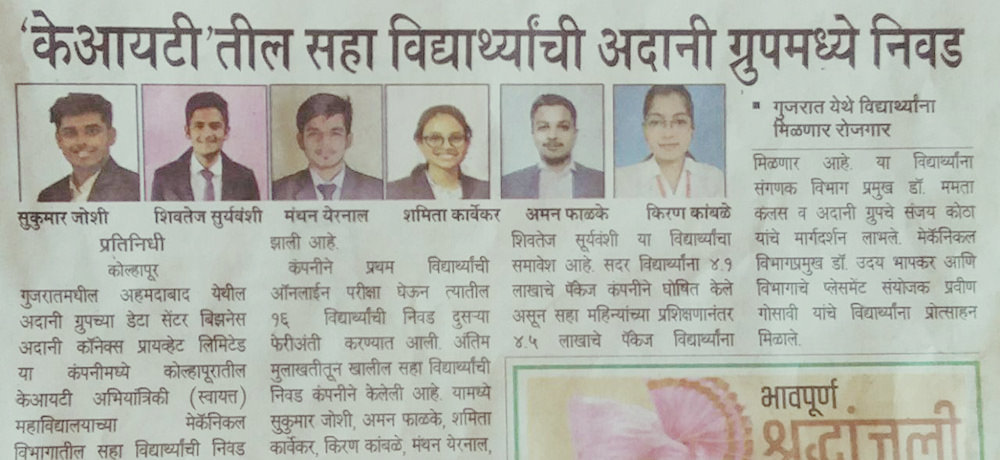 'केआयटी'तील सहा विद्यार्थ्यांची अदानी ग्रुपमध्ये निवड
सुकुमार जोशी
शिवतेज सुर्यवंशी
मंथन येरनाल
शमिता कार्वेकर
अमन फाळके
किरण कांबळे
▪ गुजरात येथे विद्यार्थ्यांना
मिळणार रोजगार
प्रतिनिधी
कोल्हापूर
गुजरातमधील अहमदाबाद येथील
अदानी ग्रुपच्या डेटा सेंटर बिझनेस
अदानी कॉनेक्स प्रायव्हेट लिमिटेड
या कंपनीमध्ये कोल्हापूरातील
केआयटी अभियांत्रिकी (स्वायत्त)
महाविद्यालयाच्या मेकॅनिकल
विभागातील सहा विद्यार्थ्यांची निवड
झाली आहे.
कंपनीने प्रथम विद्यार्थ्यांची
ऑनलाईन परीक्षा घेऊन त्यातील
१६ विद्यार्थ्यांची निवड दुसऱ्या
फेरीअंती करण्यात आली. अंतिम
मुलाखतीतून खालील सहा विद्यार्थ्यांची
निवड कंपनीने केलेली आहे. यामध्ये
सुकुमार जोशी, अमन फाळके, शमिता
कार्वेकर, किरण कांबळे, मंथन येरनाल,
शिवतेज सूर्यवंशी या विद्यार्थ्यांचा
समावेश आहे. सदर विद्यार्थ्यांना ४.१
लाखाचे पॅकेज कंपनीने घोषित केले
असून सहा महिन्यांच्या प्रशिक्षणानंतर
४.५ लाखाचे पॅकेज विद्यार्थ्यांना
मिळणार आहे. या विद्यार्थ्यांना
संगणक विभाग प्रमुख डॉ. ममता
कलस व अदानी ग्रुपचे संजय कोठा
यांचे मार्गदर्शन लाभले. मेकॅनिकल
विभागप्रमुख डॉ. उदय भापकर आणि
विभागाचे प्लेसमेंट संयोजक प्रवीण
गोसावी यांचे विद्यार्थ्यांना प्रोत्साहन
मिळाले.
भावपूर्ण
श्रद्धांजली